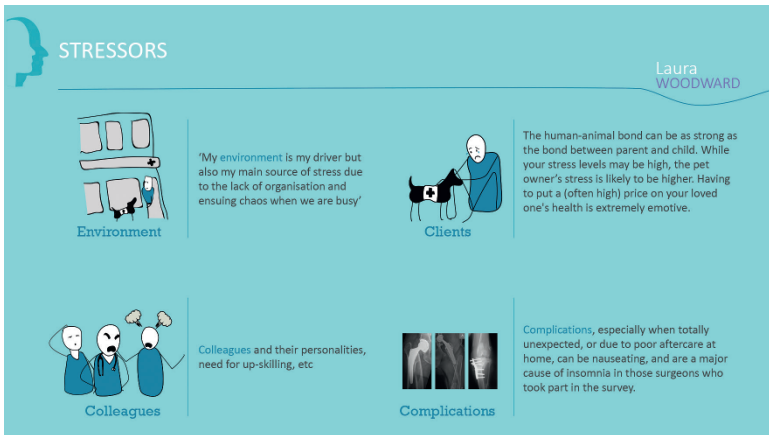 STRESSORS
Laura
WOODWARD
'My environment is my driver but
also my main source of stress due
to the lack of organisation and
ensuing chaos when we are busy'
Environment
The human-animal bond can be as strong as
the bond between parent and child. While
your stress levels may be high, the pet
owner's stress is likely to be higher. Having
to put a (often high) price on your loved
one's health is extremely emotive.
Clients
Colleagues and their personalities,
need for up-skilling, etc
Colleagues
Complications, especially when totally
unexpected, or due to poor aftercare at
home, can be nauseating, and are a major
cause of insomnia in those surgeons who
took part in the survey.
Complications